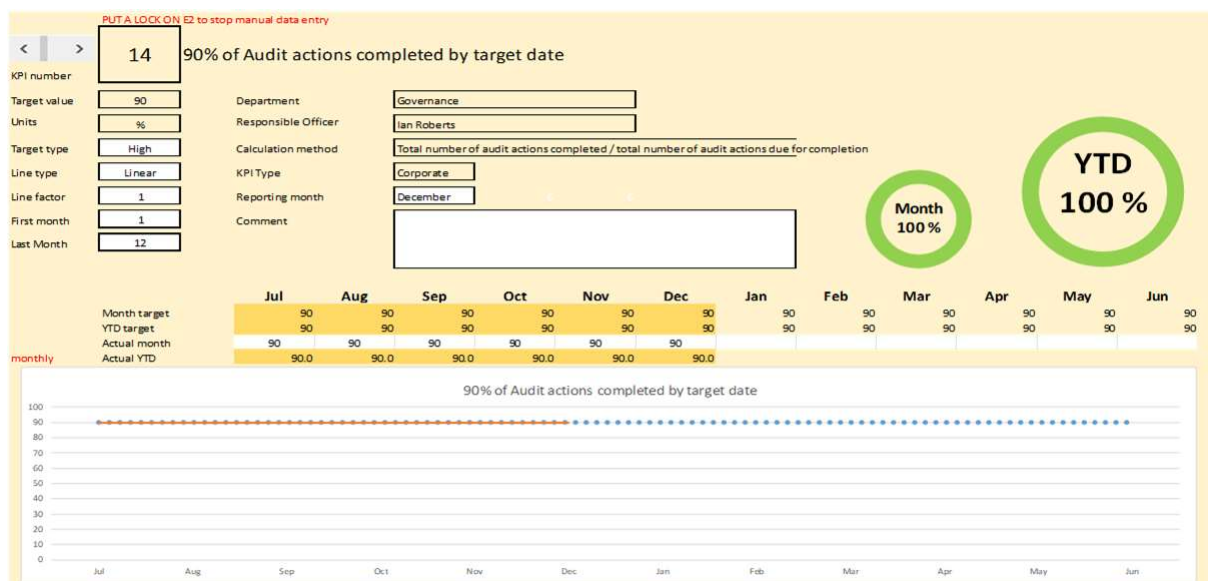 PUT A LOCK ON E2 to stop manual data entry
14 90% of Audit actions completed by target date
KPI number
Target value 90 Department Governance
Units % Responsible Officer Ian Roberts
Target type High Calculation method Total number of audit actions completed / total number of audit actions due for completion
Line type Linear KPI Type Corporate
Line factor 1 Reporting month December
First month 1 Comment
Last Month 12
Month
100 %
YTD
100 %
Jul Aug Sep Oct Nov Dec Jan Feb Mar Apr May Jun
Month target 90 90 90 90 90 90 90 90 90 90 90 90
YTD target 90 90 90 90 90 90 90 90 90 90 90 90
Actual month 90 90 90 90 90 90
monthly Actual YTD 90.0 90.0 90.0 90.0 90.0 90.0
90% of Audit actions completed by target date
100
90
80
70
60
50
40
30
20
10
0
Jul Aug Sep Oct Nov Dec Jan Feb Mar Apr May Jun